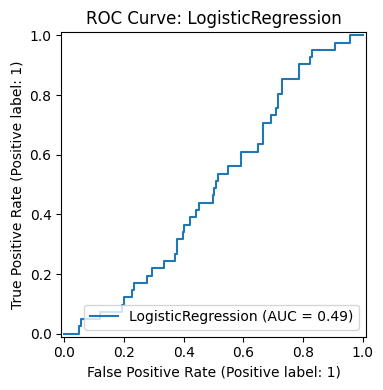 ROC Curve: LogisticRegression
True Positive Rate (Positive label: 1)
1.0
0.8
0.6
0.4
0.2
0.0
LogisticRegression (AUC = 0.49)
0.0 0.2 0.4 0.6 0.8 1.0
False Positive Rate (Positive label: 1)